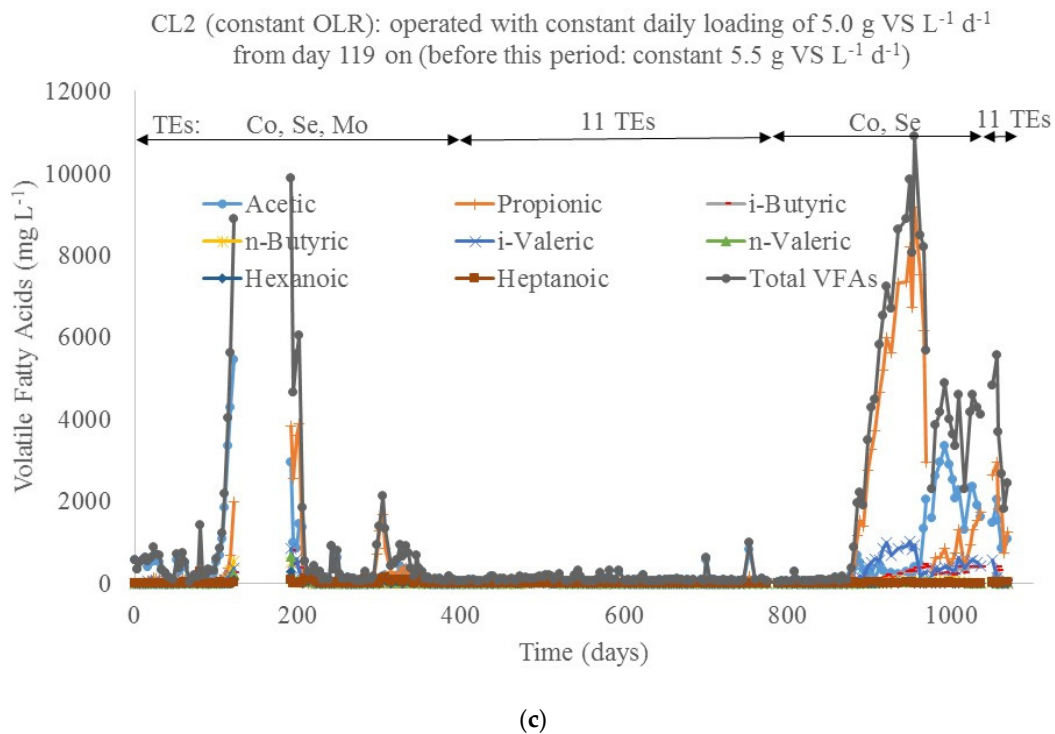 CL2 (constant OLR): operated with constant daily loading of 5.0 g VS L⁻¹ d⁻¹
from day 119 on (before this period: constant 5.5 g VS L⁻¹ d⁻¹)
12000
TEs: Co, Se, Mo 11 TEs Co, Se 11 TEs
10000
Acetic Propionic i-Butyric
n-Butyric i-Valeric n-Valeric
8000
Hexanoic Heptanoic Total VFAs
6000
4000
2000
0
Volatile Fatty Acids (mg L⁻¹)
0 200 400 600 800 1000
Time (days)
(c)